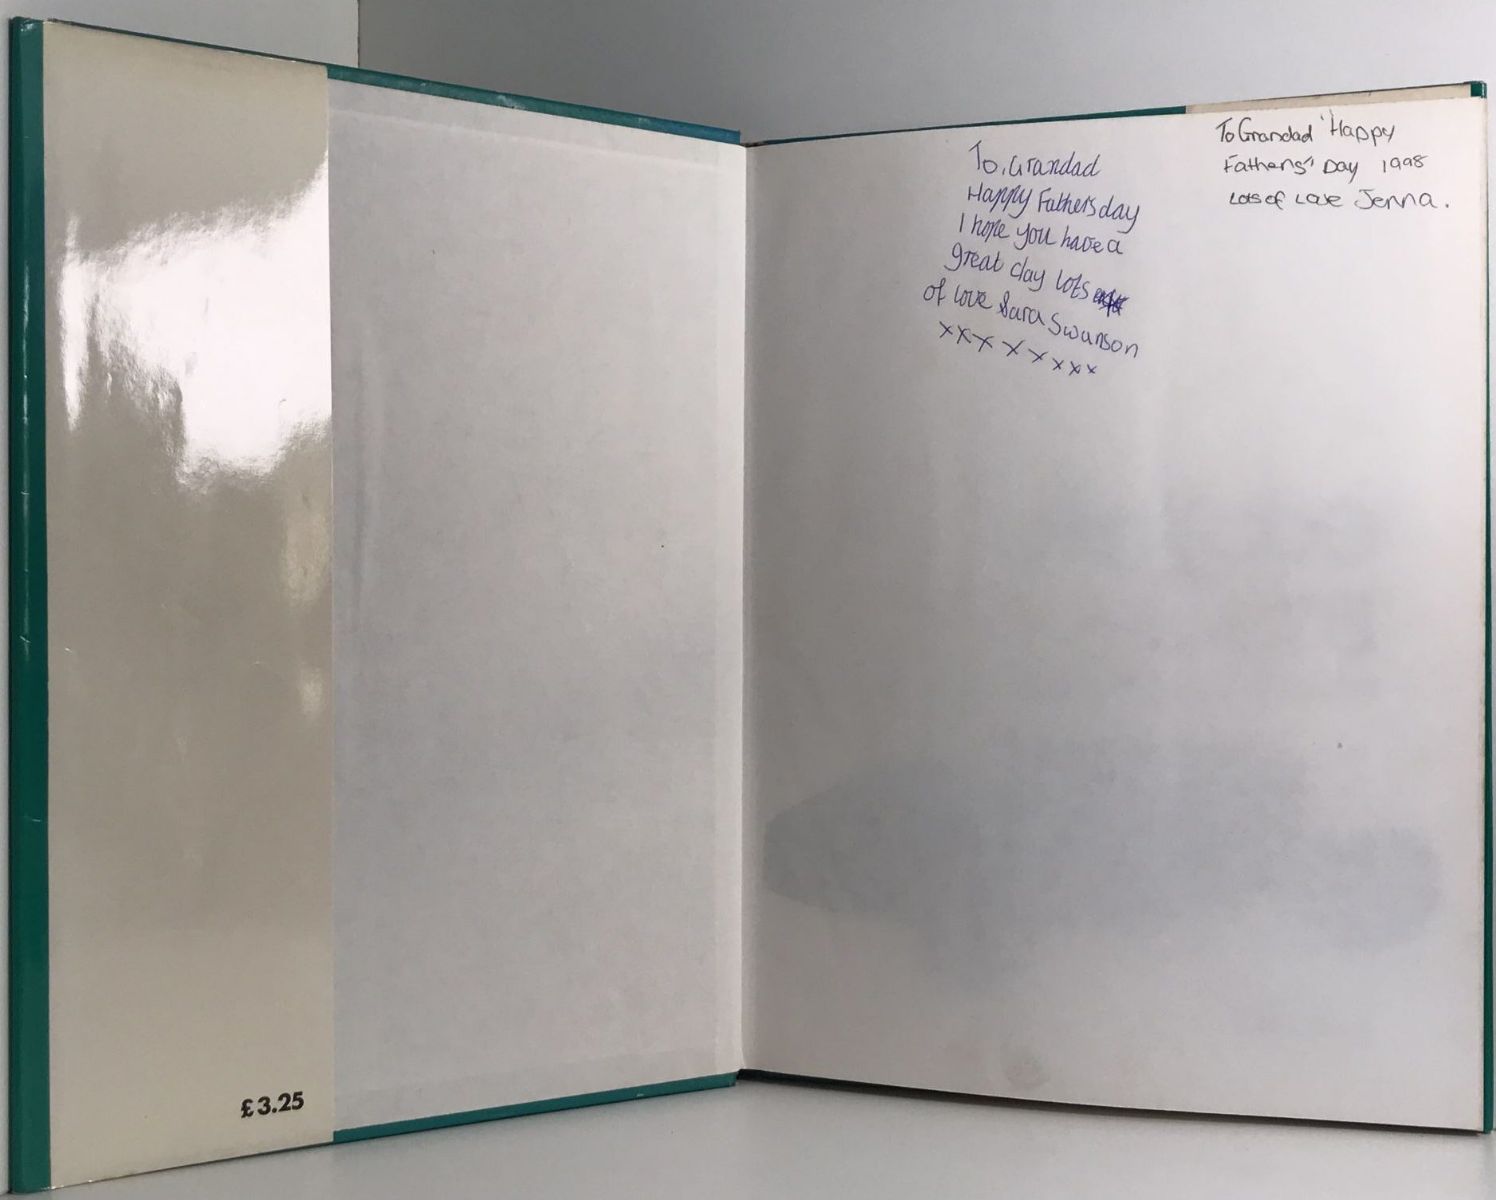 To, Grandad
Happy Fathers day
I hope you have a
great day lots
of love Sara Swanson
xxx x x x x x
To Grandad 'Happy
Fathers' Day 1998
Lots of Love Jenna.
£3.25